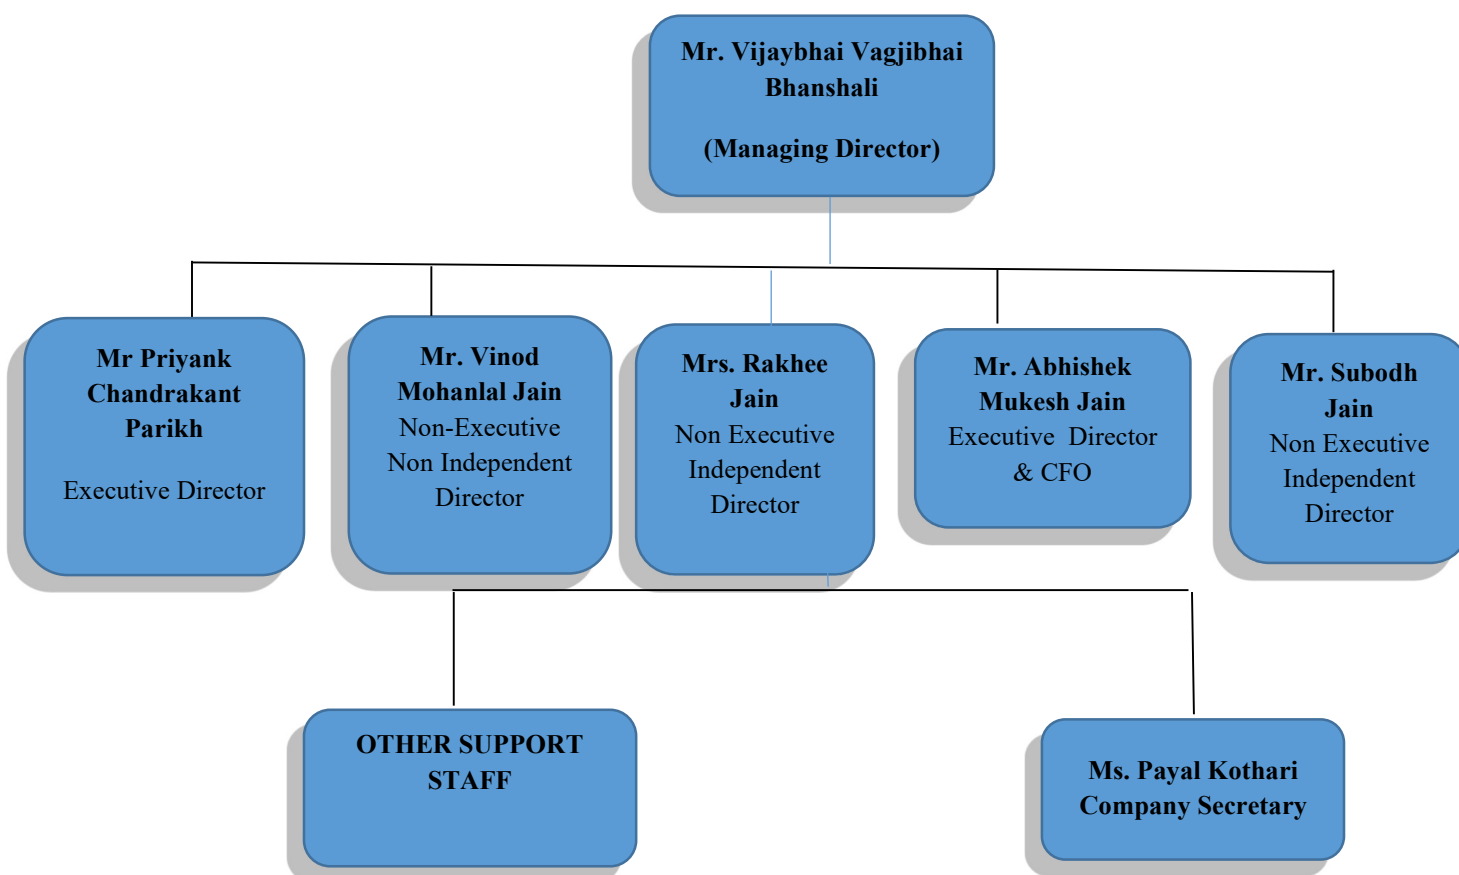 Mr. Vijaybhai Vagjibhai
Bhanshali
(Managing Director)
Mr Priyank
Chandrakant
Parikh
Executive Director
Mr. Vinod
Mohanlal Jain
Non-Executive
Non Independent
Director
Mrs. Rakhee
Jain
Non Executive
Independent
Director
Mr. Abhishek
Mukesh Jain
Executive Director
& CFO
Mr. Subodh
Jain
Non Executive
Independent
Director
OTHER SUPPORT
STAFF
Ms. Payal Kothari
Company Secretary